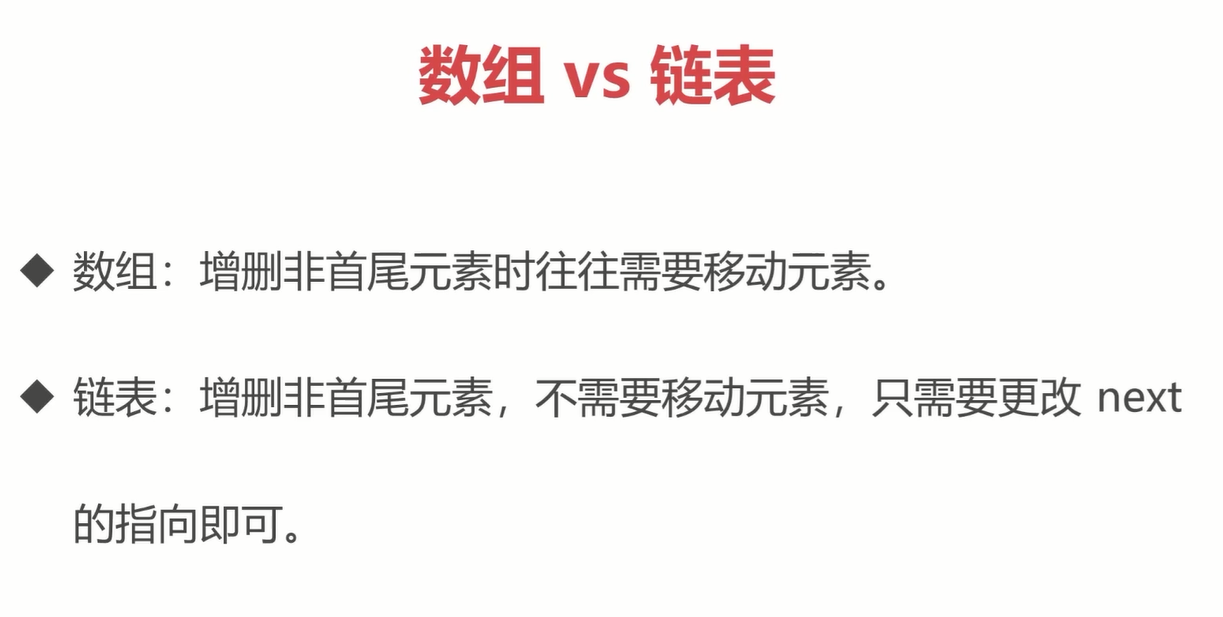 数组 vs 链表
◆ 数组：增删非首尾元素时往往需要移动元素。
◆ 链表：增删非首尾元素，不需要移动元素，只需要更改 next
的指向即可。